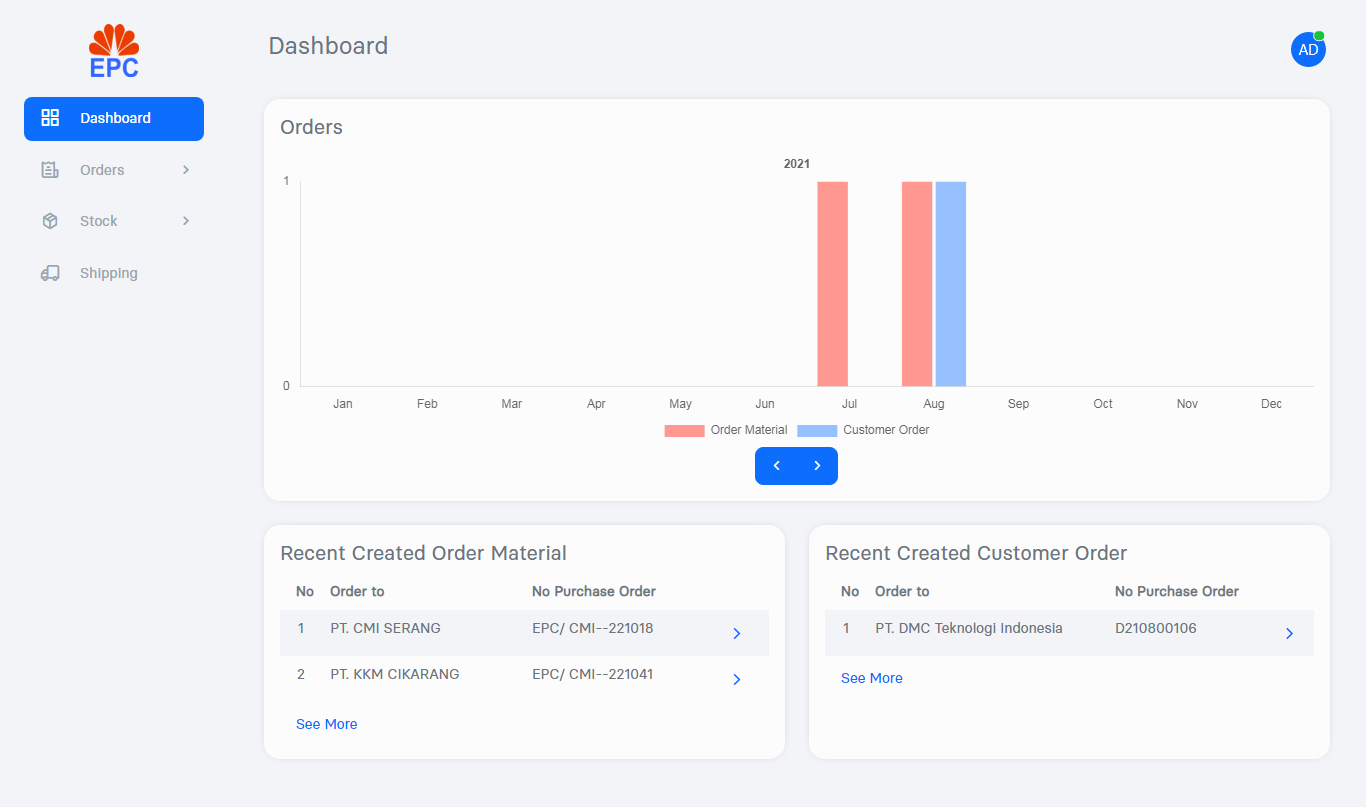 EPC
Dashboard
AD
Dashboard
Orders
Stock
Shipping
Orders
2021
1
0
Jan Feb Mar Apr May Jun Jul Aug Sep Oct Nov Dec
Order Material Customer Order
Recent Created Order Material
No Order to No Purchase Order
1 PT. CMI SERANG EPC/ CMI--221018
2 PT. KKM CIKARANG EPC/ CMI--221041
See More
Recent Created Customer Order
No Order to No Purchase Order
1 PT. DMC Teknologi Indonesia D210800106
See More